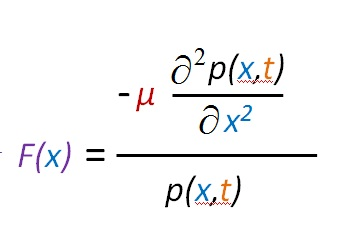 F(x) = - μ ∂²p(x,t)
∂x²
p(x,t)